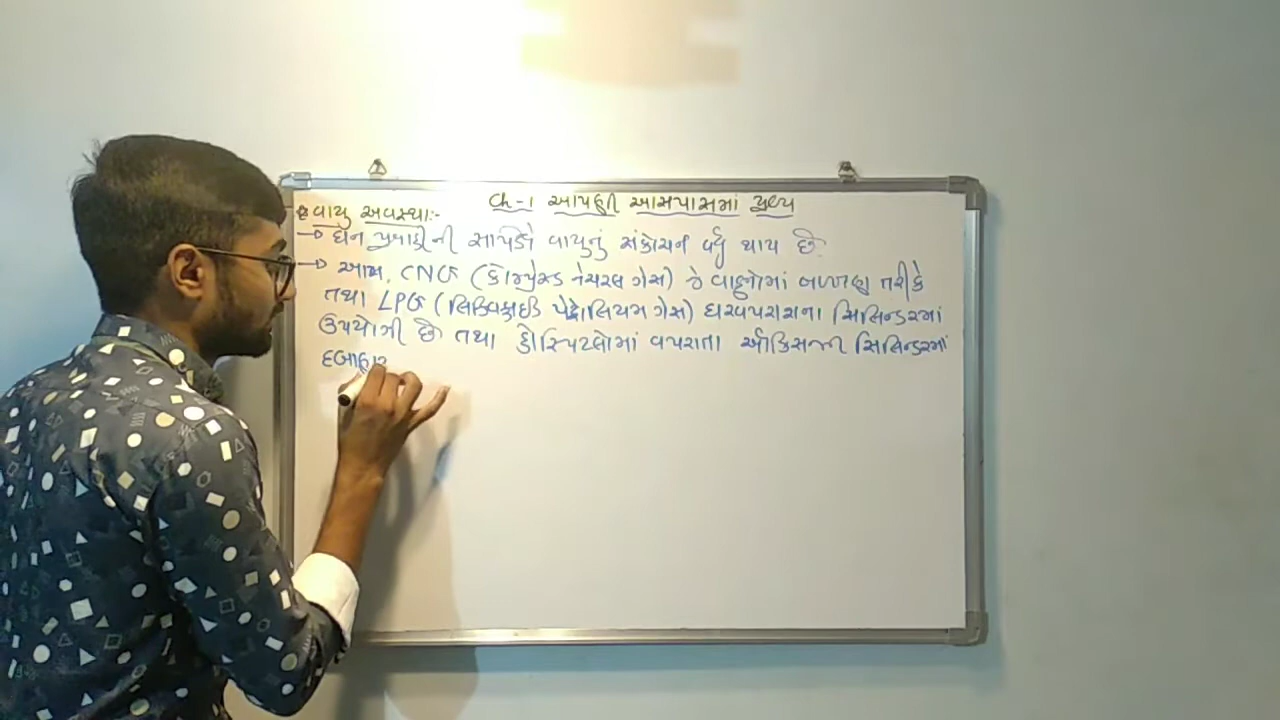 Ch-1 આપણી આસપાસમાં દ્રવ્ય
* વાયુ અવસ્થા:-
→ ઘન પ્રવાહીની સાપેક્ષે વાયુનું સંકોચન વધુ થાય છે.
→ આમ, CNG (કોમ્પ્રેસ્ડ નેચરલ ગેસ) જે વાહનોમાં બળતણ તરીકે
તથા LPG (લિક્વિફાઈડ પેટ્રોલિયમ ગેસ) ઘરવપરાશના સિલિન્ડરમાં
ઉપયોગી છે તથા હોસ્પિટલોમાં વપરાતા ઓક્સિજન સિલિન્ડરમાં